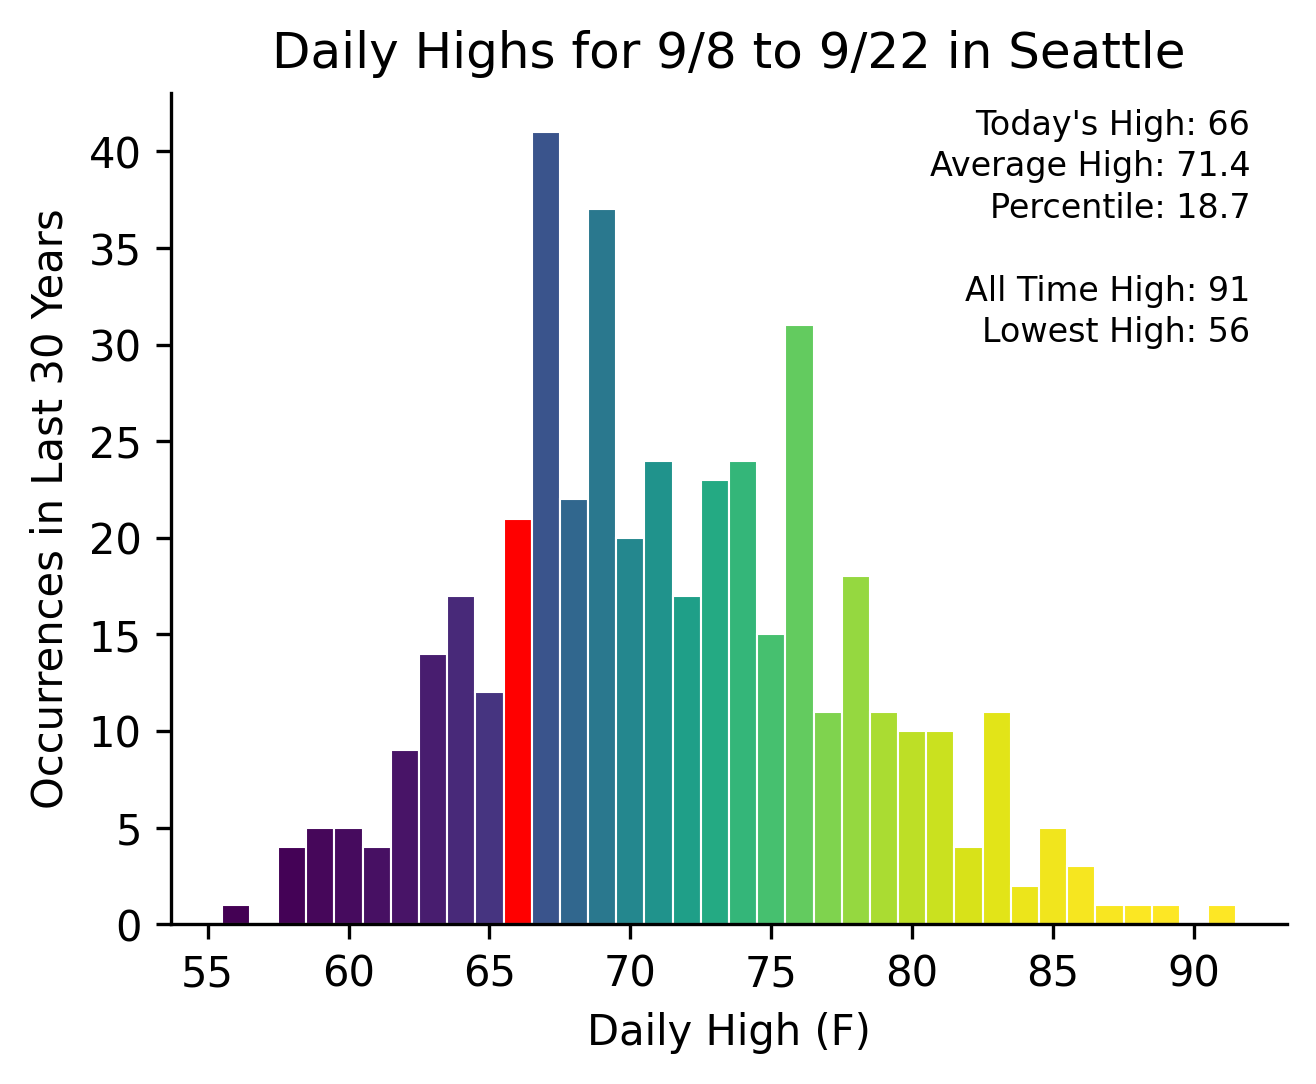 Daily Highs for 9/8 to 9/22 in Seattle
Today's High: 66
Average High: 71.4
Percentile: 18.7
All Time High: 91
Lowest High: 56
Occurrences in Last 30 Years
40
35
30
25
20
15
10
5
0
55 60 65 70 75 80 85 90
Daily High (F)